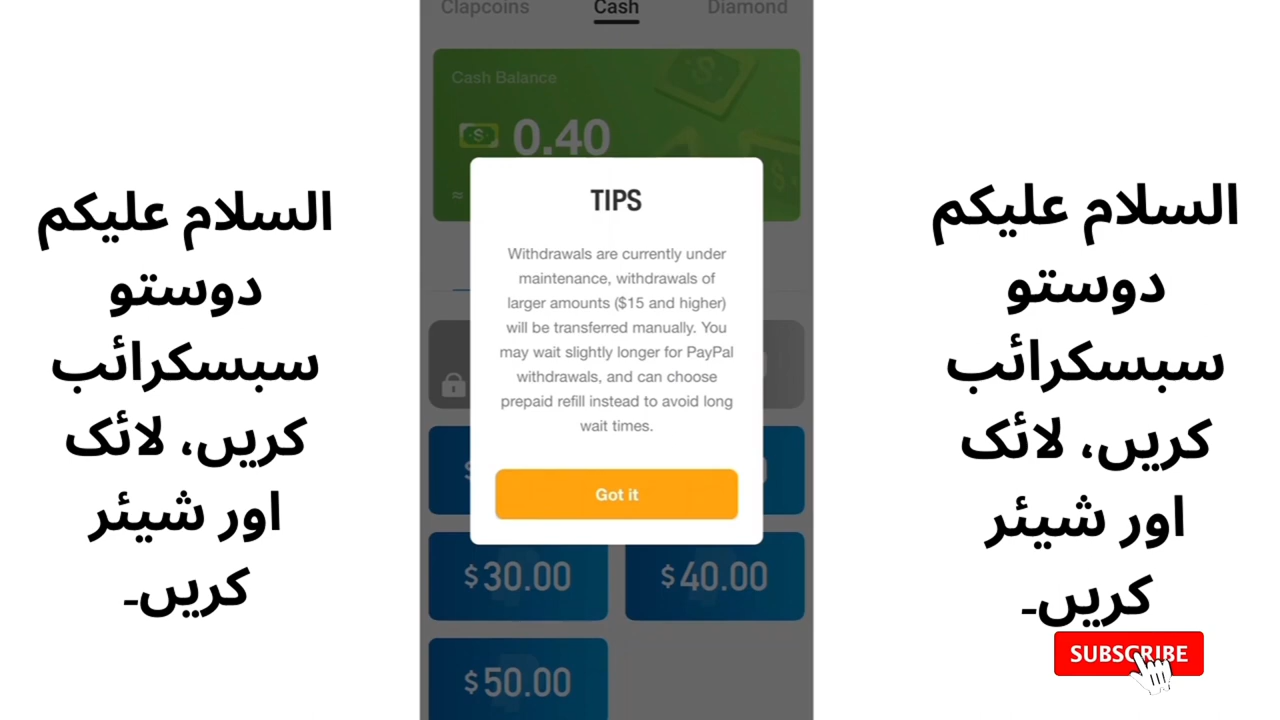 Clapcoins Cash Diamond
Cash Balance
0.40
≈
TIPS
Withdrawals are currently under
maintenance, withdrawals of
larger amounts ($15 and higher)
will be transferred manually. You
may wait slightly longer for PayPal
withdrawals, and can choose
prepaid refill instead to avoid long
wait times.
Got it
$30.00 $40.00
$50.00
السلام علیکم
دوستو
سبسکرائب
کریں، لائک
اور شیئر
کریں۔
السلام علیکم
دوستو
سبسکرائب
کریں، لائک
اور شیئر
کریں۔
SUBSCRIBE